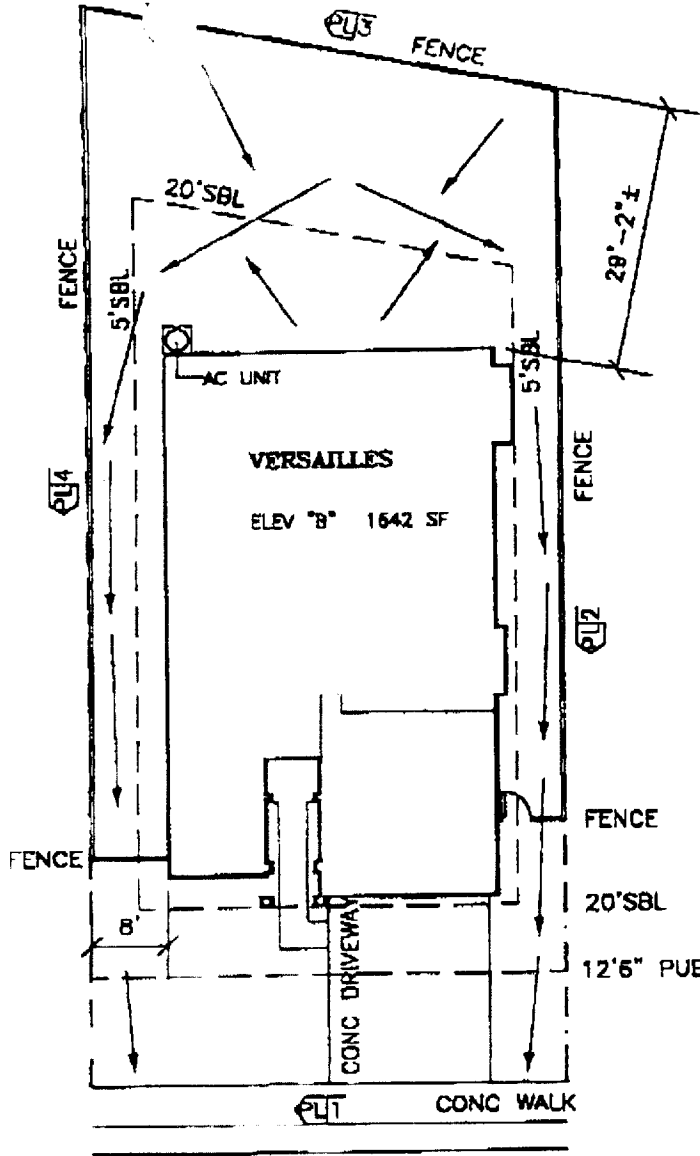 PL3
FENCE
20'SBL
29'-2"±
FENCE
5'SBL
5'SBL
AC UNIT
VERSAILLES
ELEV "B" 1642 SF
FENCE
PL4
PL2
FENCE
FENCE
20'SBL
8'
12'6" PUE
CONC DRIVEWAY
PL1
CONC WALK